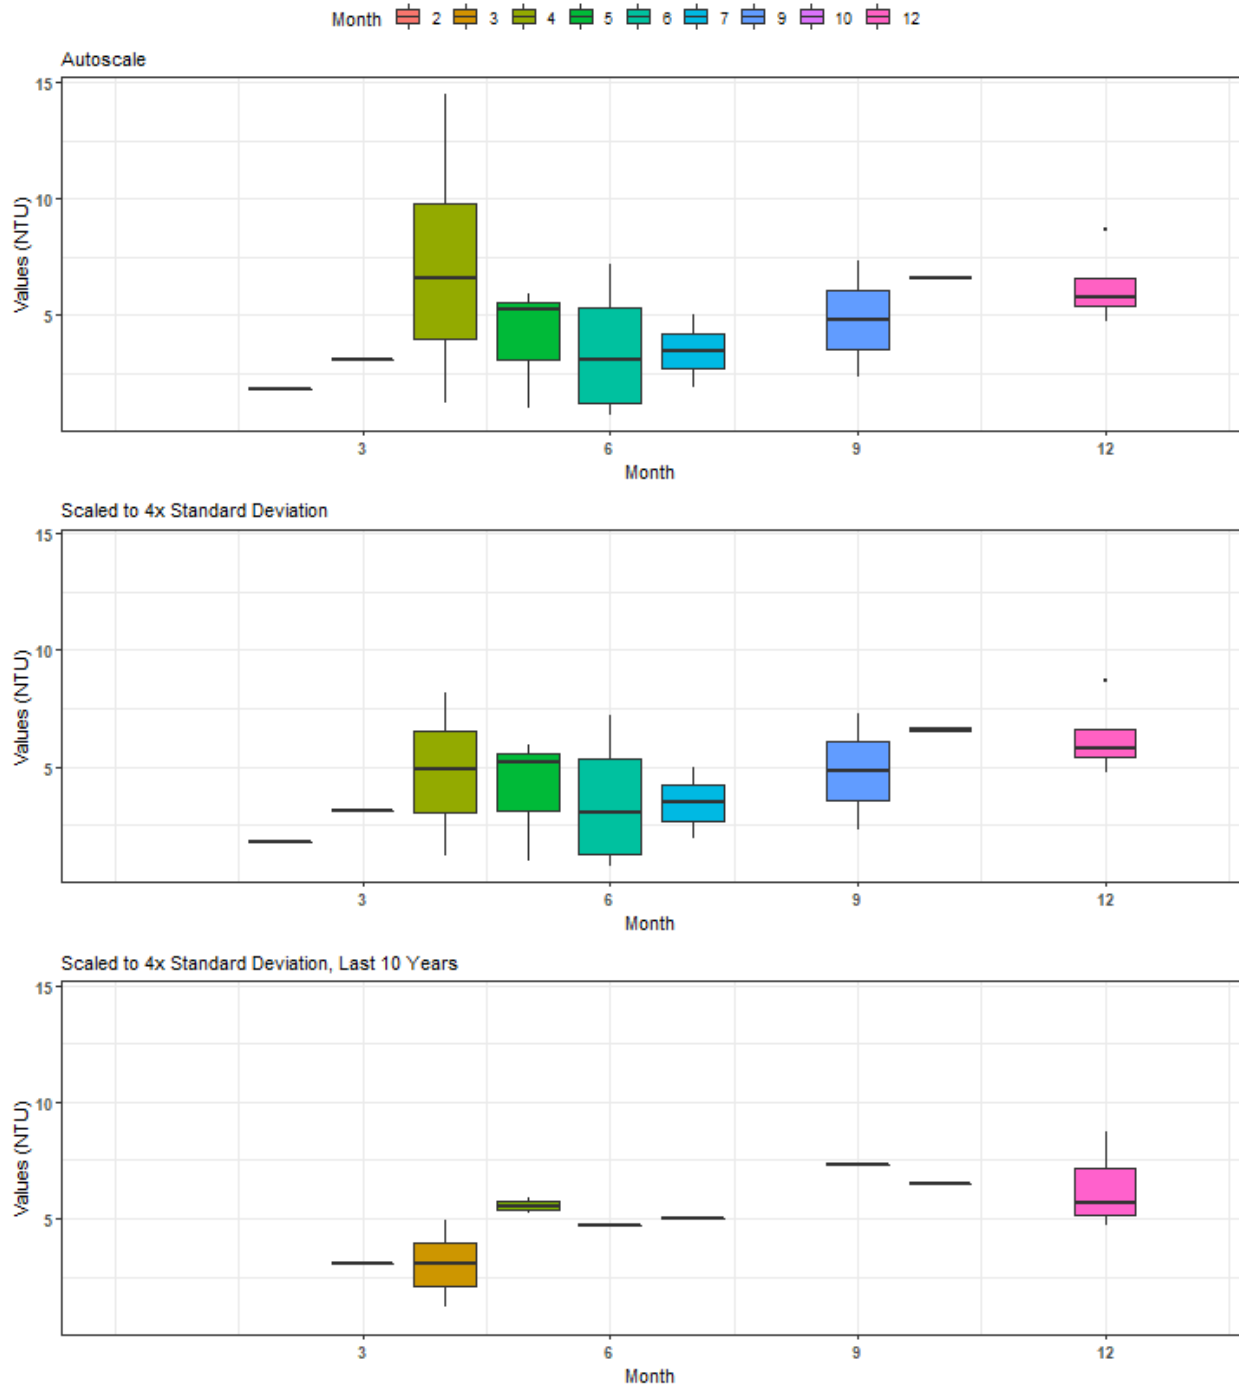 Month 2 3 4 5 6 7 9 10 12
Autoscale
15
10
5
Values (NTU)
3 6 9 12
Month
Scaled to 4x Standard Deviation
15
10
5
Values (NTU)
3 6 9 12
Month
Scaled to 4x Standard Deviation, Last 10 Years
15
10
5
Values (NTU)
3 6 9 12
Month